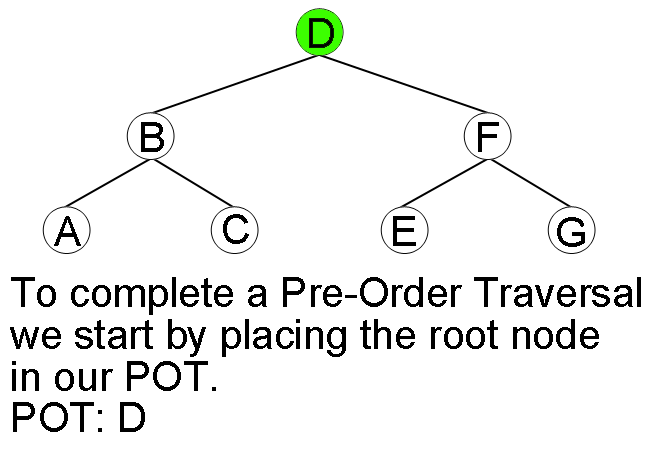 D
B F
A C E G
To complete a Pre-Order Traversal
we start by placing the root node
in our POT.
POT: D